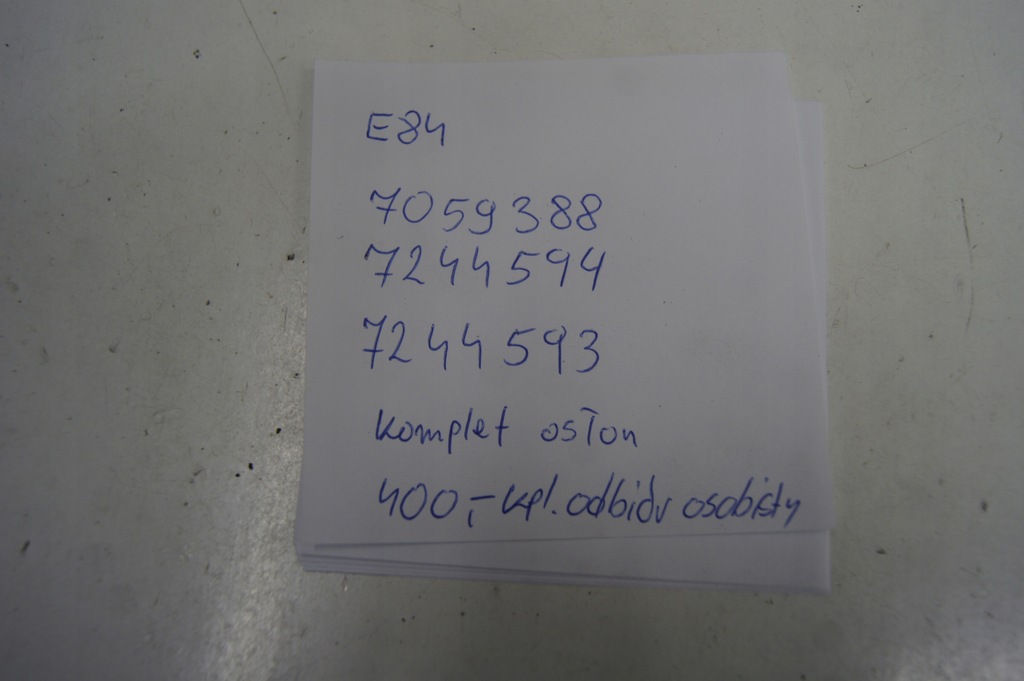 E84
7059388
7244594
7244593
komplet osłon
400,- kpl. odbiór osobisty